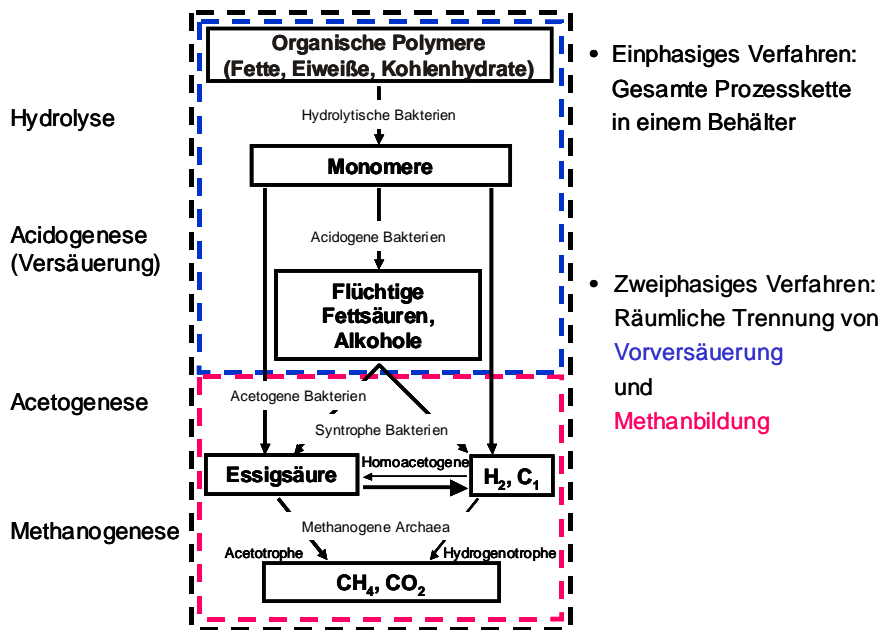 Organische Polymere
(Fette, Eiweiße, Kohlenhydrate)
Hydrolyse
Hydrolytische Bakterien
Monomere
Acidogenese
(Versäuerung)
Acidogene Bakterien
Flüchtige
Fettsäuren,
Alkohole
Acetogenese
Acetogene Bakterien
Syntrophe Bakterien
Essigsäure
Homoacetogene
H₂, C₁
Methanogenese
Methanogene Archaea
Acetotrophe
Hydrogenotrophe
CH₄, CO₂
• Einphasiges Verfahren:
Gesamte Prozesskette
in einem Behälter
• Zweiphasiges Verfahren:
Räumliche Trennung von
Vorversäuerung
und
Methanbildung